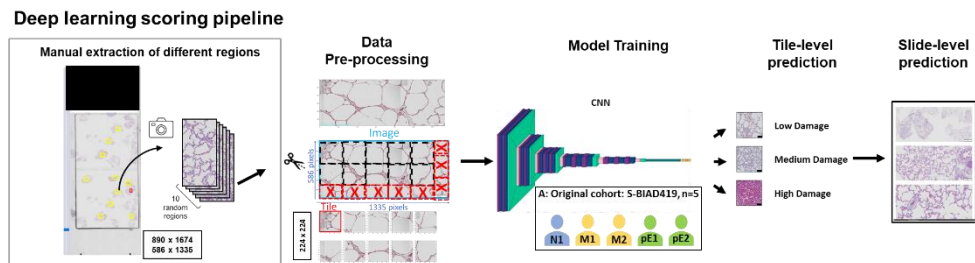 Deep learning scoring pipeline
Manual extraction of different regions
10
random
regions
890 x 1674
586 x 1335
Data
Pre-processing
Image
586 pixels
X
X
X
X X X X X X
1335 pixels
Tile
224 x 224
Model Training
CNN
A: Original cohort: S-BIAD419, n=5
N1 M1 M2 pE1 pE2
Tile-level
prediction
Low Damage
Medium Damage
High Damage
Slide-level
prediction